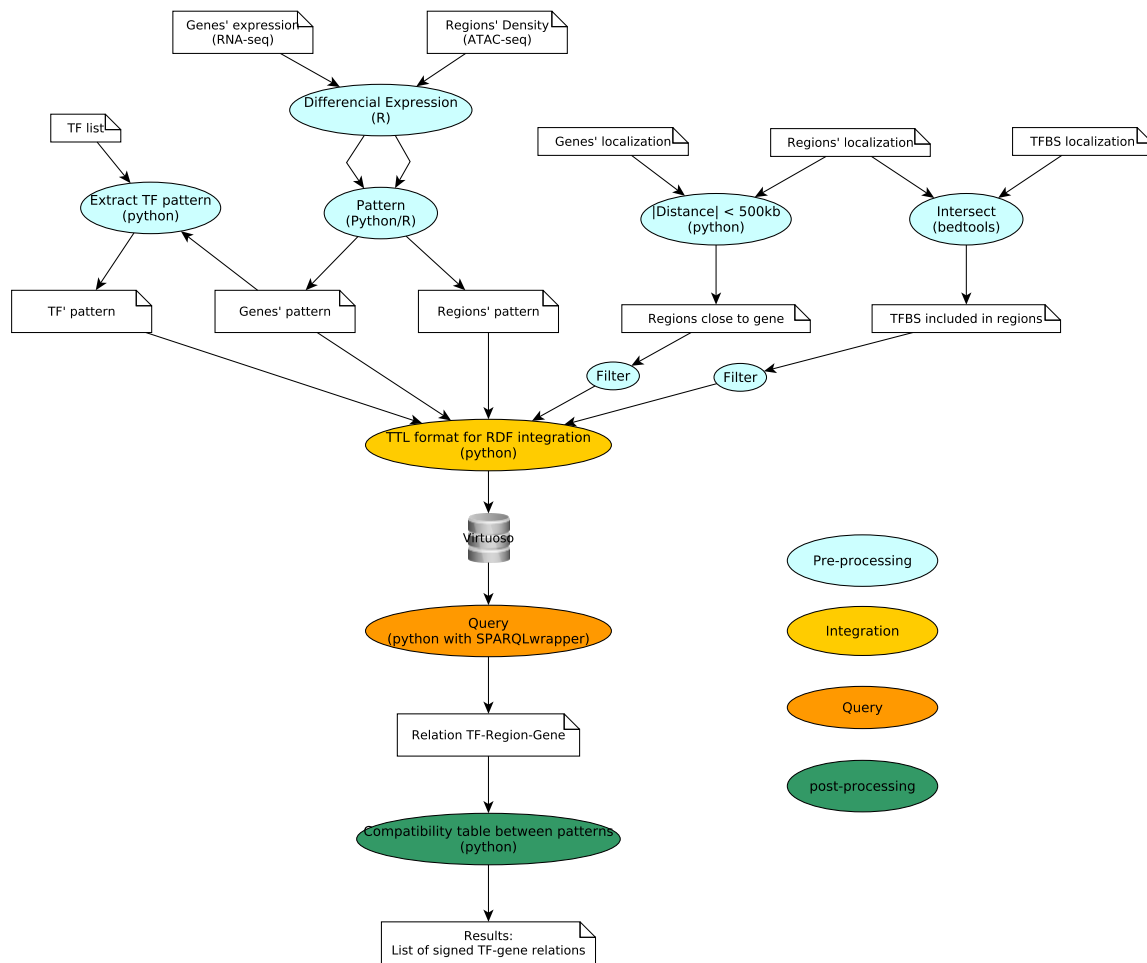 Genes' expression
(RNA-seq)
Regions' Density
(ATAC-seq)
Differencial Expression
(R)
TF list
Genes' localization
Regions' localization
TFBS localization
Extract TF pattern
(python)
Pattern
(Python/R)
|Distance| < 500kb
(python)
Intersect
(bedtools)
TF' pattern
Genes' pattern
Regions' pattern
Regions close to gene
TFBS included in regions
Filter
Filter
TTL format for RDF integration
(python)
Virtuoso
Pre-processing
Query
(python with SPARQLwrapper)
Integration
Query
Relation TF-Region-Gene
post-processing
Compatibility table between patterns
(python)
Results:
List of signed TF-gene relations